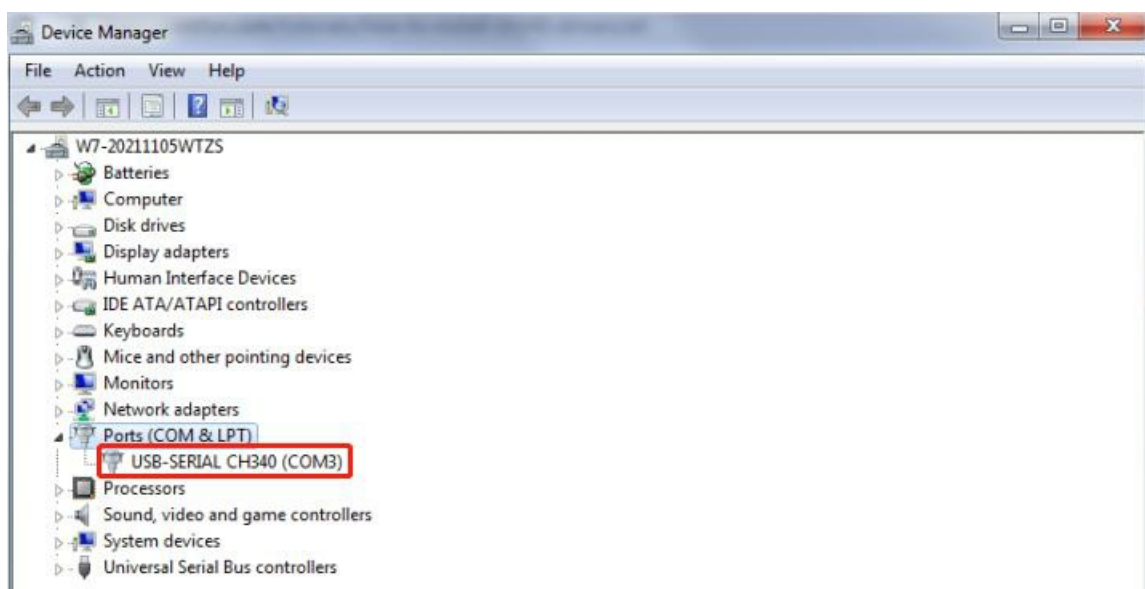 Device Manager
File Action View Help
W7-20211105WTZS
Batteries
Computer
Disk drives
Display adapters
Human Interface Devices
IDE ATA/ATAPI controllers
Keyboards
Mice and other pointing devices
Monitors
Network adapters
Ports (COM & LPT)
USB-SERIAL CH340 (COM3)
Processors
Sound, video and game controllers
System devices
Universal Serial Bus controllers